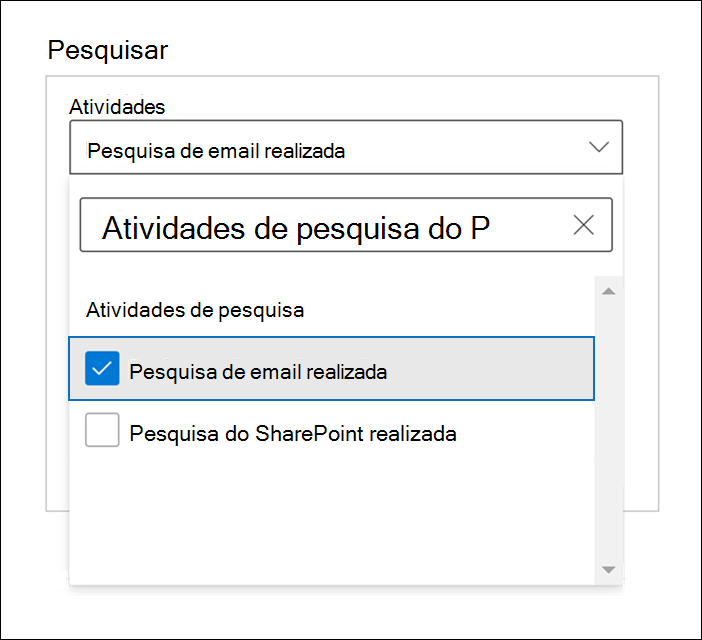 Pesquisar
Atividades
Pesquisa de email realizada
Atividades de pesquisa do P
Atividades de pesquisa
Pesquisa de email realizada
Pesquisa do SharePoint realizada